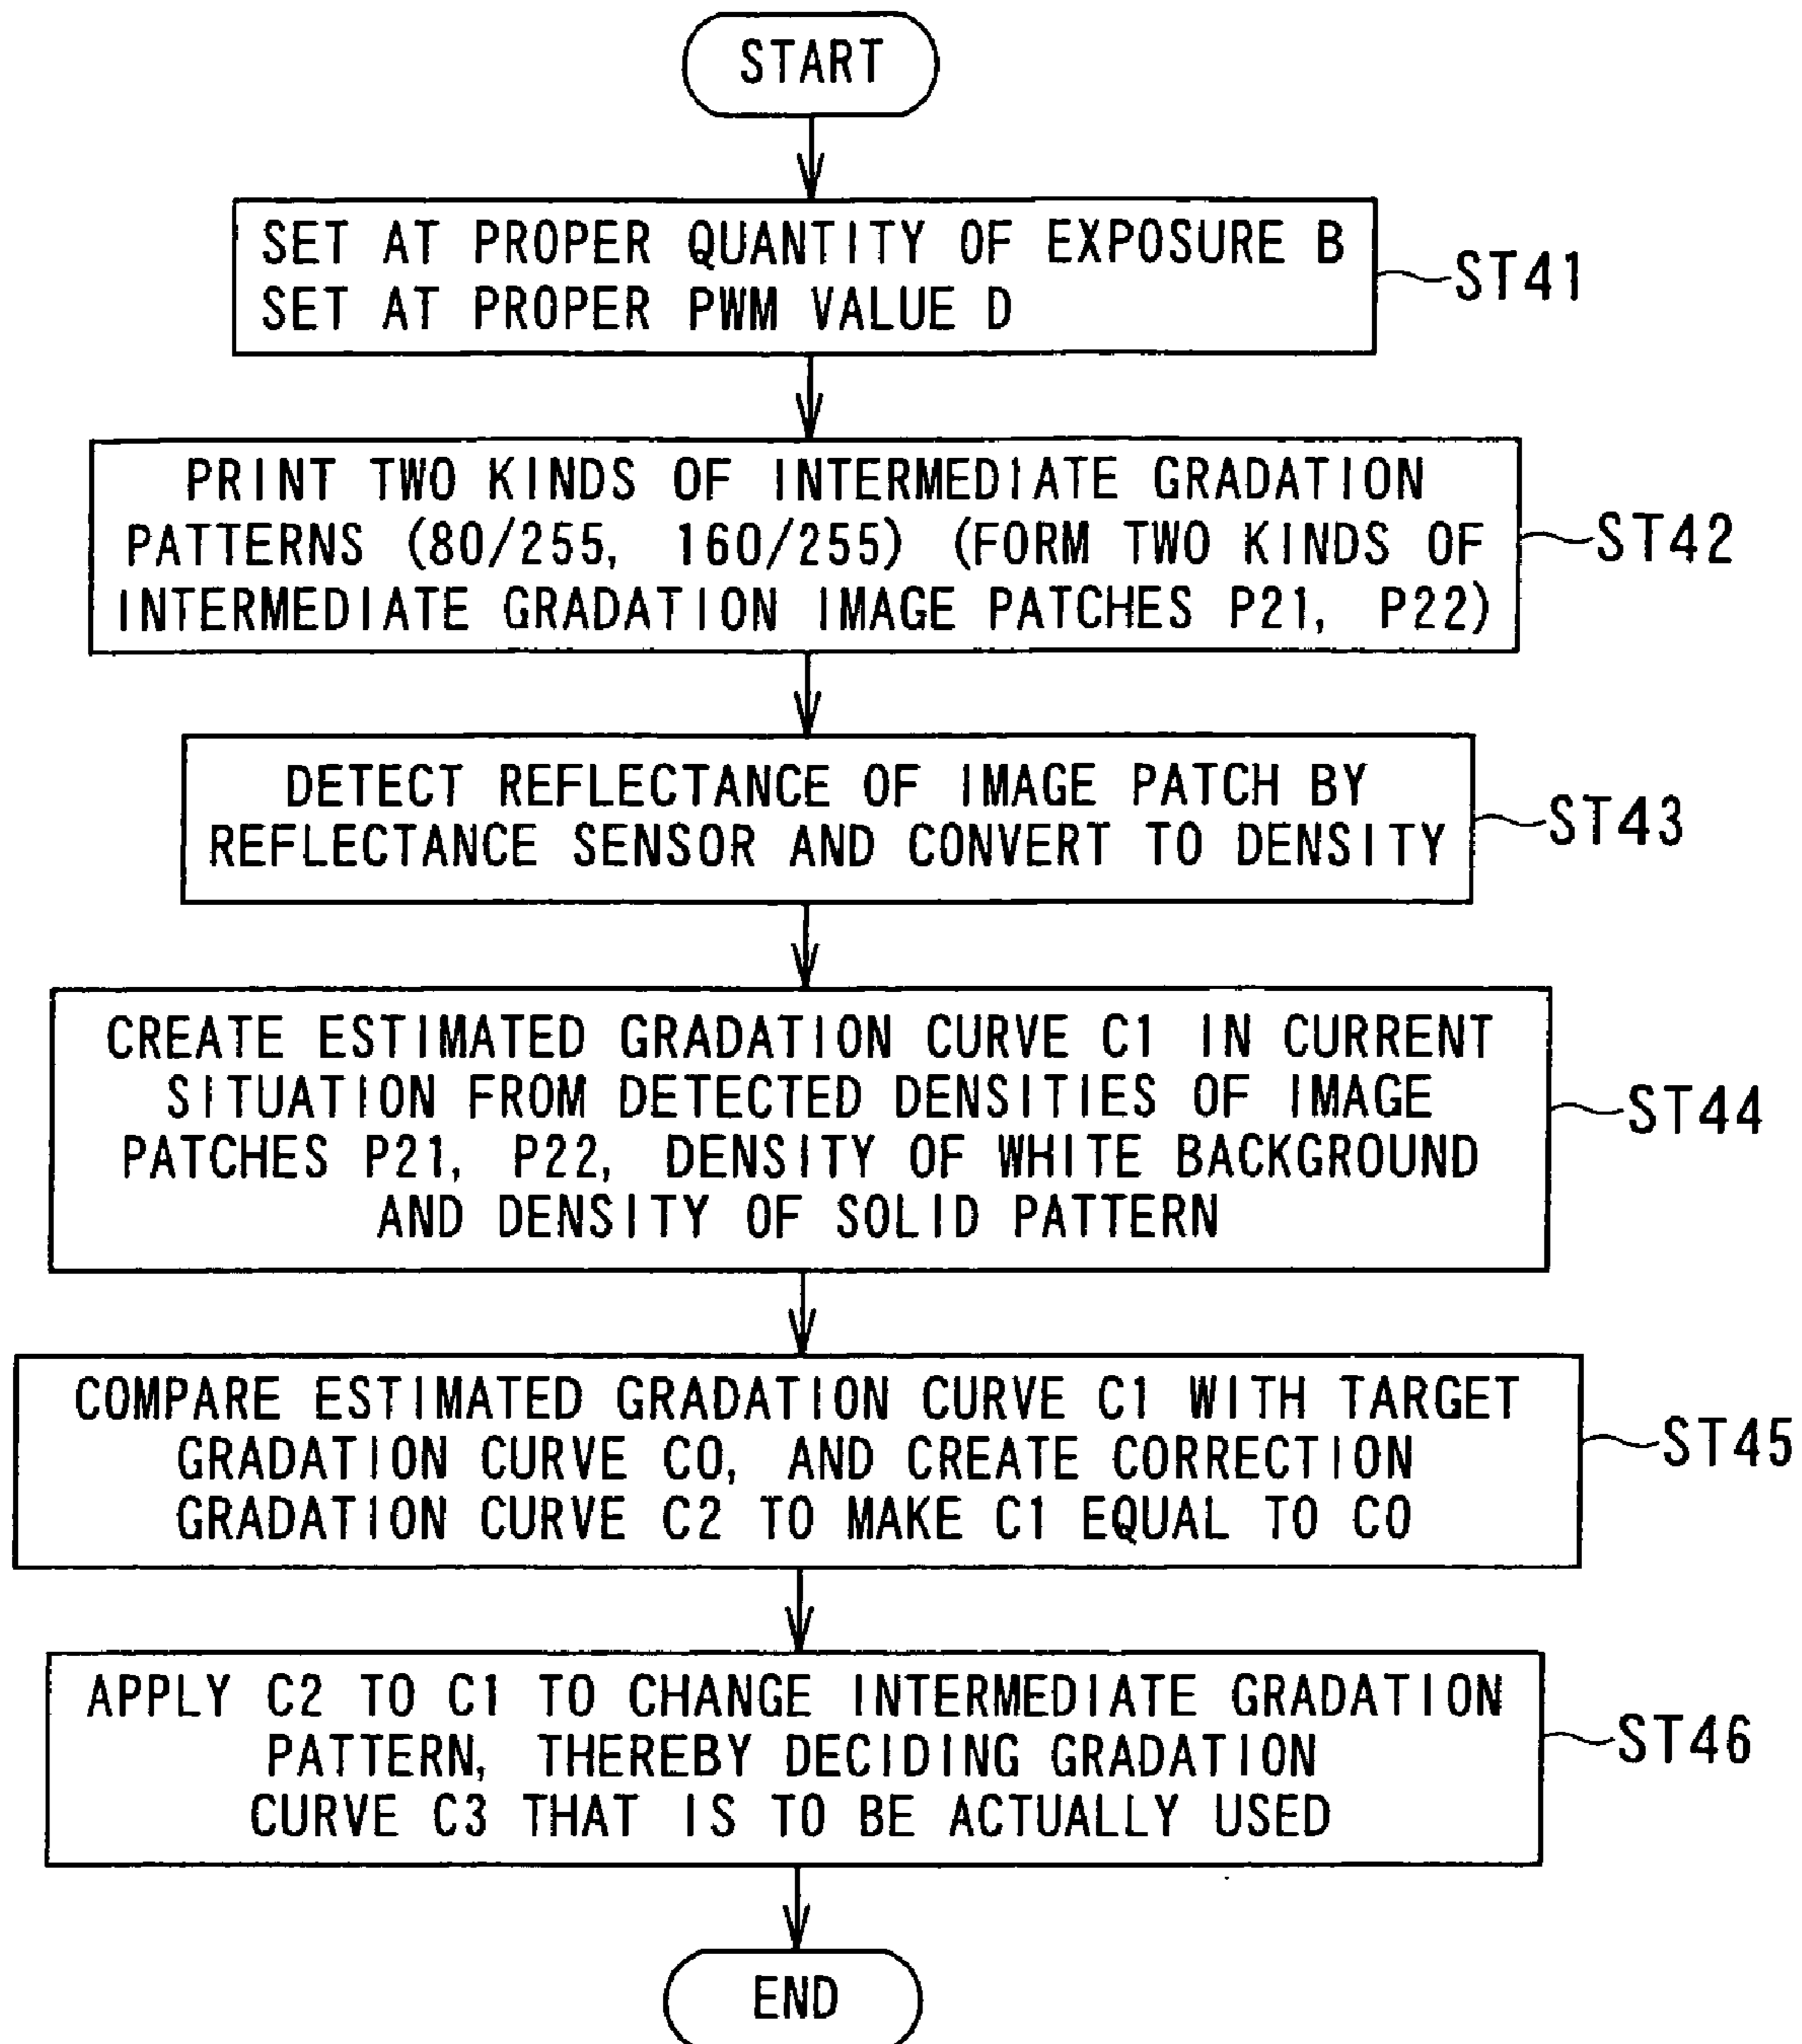 START
SET AT PROPER QUANTITY OF EXPOSURE B
SET AT PROPER PWM VALUE D
ST41
PRINT TWO KINDS OF INTERMEDIATE GRADATION
PATTERNS (80/255, 160/255) (FORM TWO KINDS OF
INTERMEDIATE GRADATION IMAGE PATCHES P21, P22)
ST42
DETECT REFLECTANCE OF IMAGE PATCH BY
REFLECTANCE SENSOR AND CONVERT TO DENSITY
ST43
CREATE ESTIMATED GRADATION CURVE C1 IN CURRENT
SITUATION FROM DETECTED DENSITIES OF IMAGE
PATCHES P21, P22, DENSITY OF WHITE BACKGROUND
AND DENSITY OF SOLID PATTERN
ST44
COMPARE ESTIMATED GRADATION CURVE C1 WITH TARGET
GRADATION CURVE C0, AND CREATE CORRECTION
GRADATION CURVE C2 TO MAKE C1 EQUAL TO C0
ST45
APPLY C2 TO C1 TO CHANGE INTERMEDIATE GRADATION
PATTERN, THEREBY DECIDING GRADATION
CURVE C3 THAT IS TO BE ACTUALLY USED
ST46
END